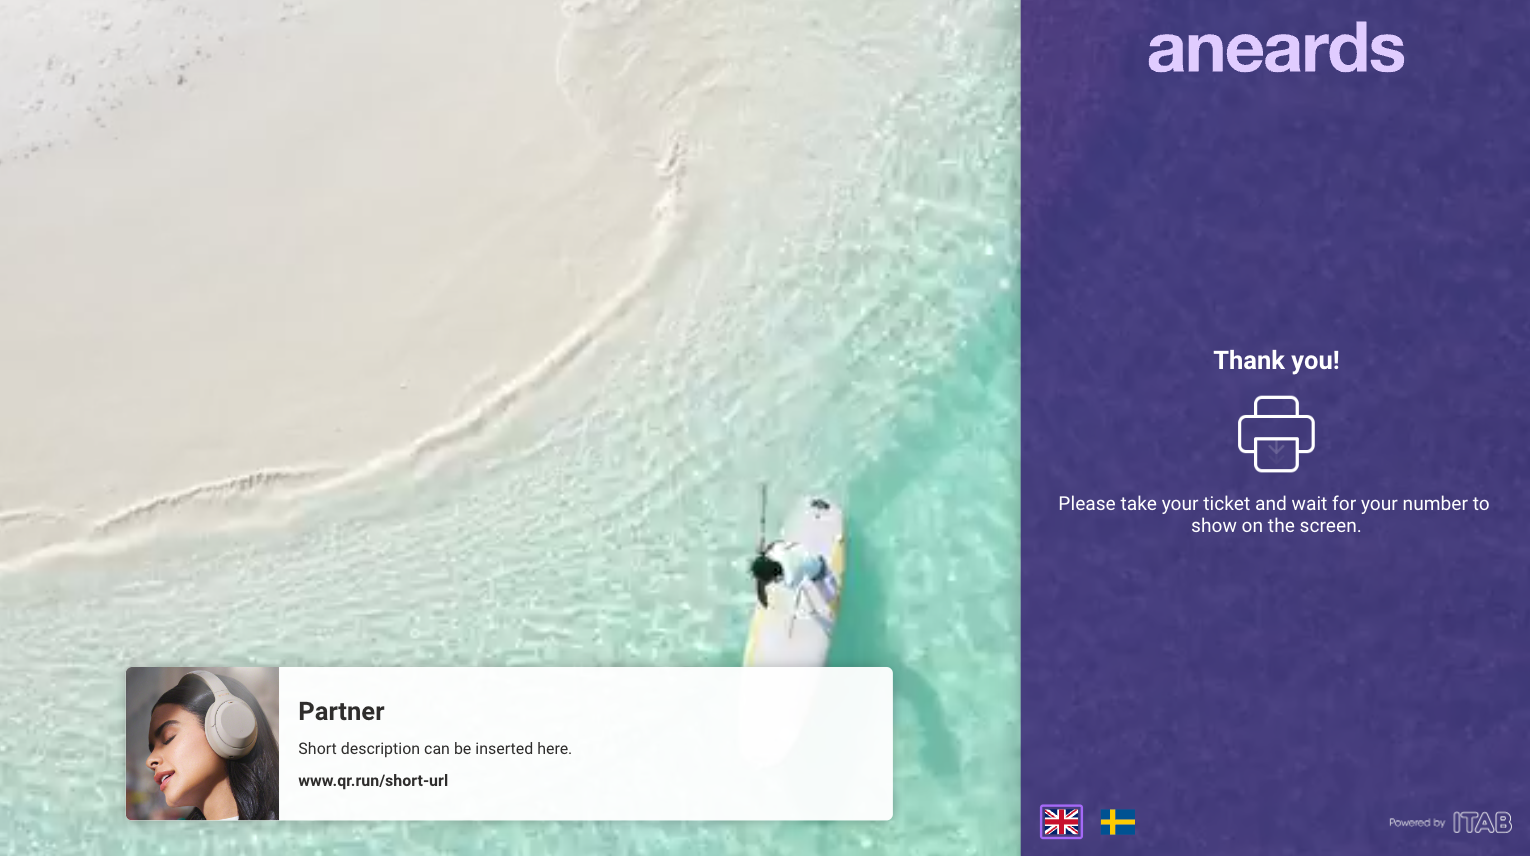 aneards
Thank you!
Please take your ticket and wait for your number to
show on the screen.
Partner
Short description can be inserted here.
www.qr.run/short-url
Powered by ITAB